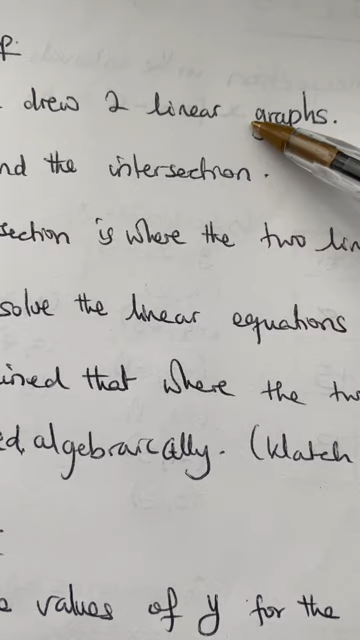 drew 2 linear graphs.
nd the intersection.
section is where the two lin
solve the linear equations
ined that where the tw
ed algebraically. (Watch
values of y for the